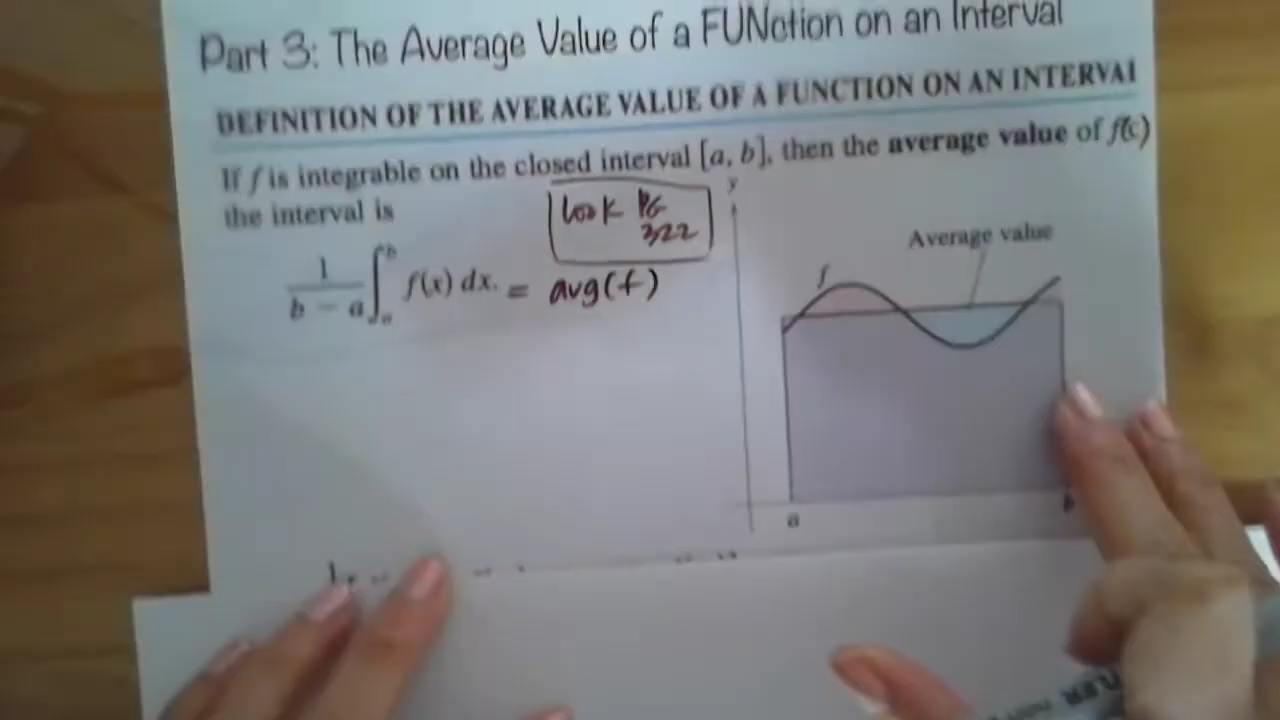 Part 3: The Average Value of a FUNction on an Interval
DEFINITION OF THE AVERAGE VALUE OF A FUNCTION ON AN INTERVAL
If f is integrable on the closed interval [a, b], then the average value of f(c)
the interval is
look PG
322
1
b - a ∫ a b f(x) dx. = avg(f)
y
Average value
f
a
b